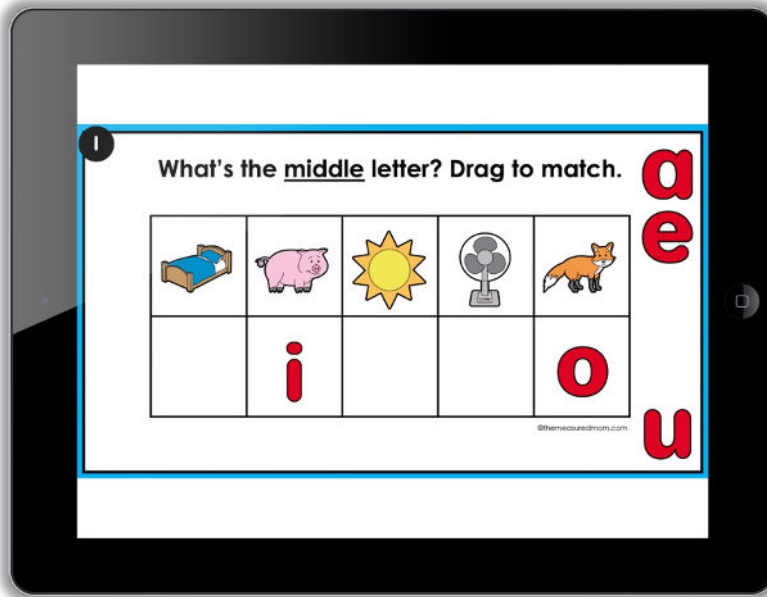 1
What's the middle letter? Drag to match.
a
e
i
o
u
©themeasuredmom.com